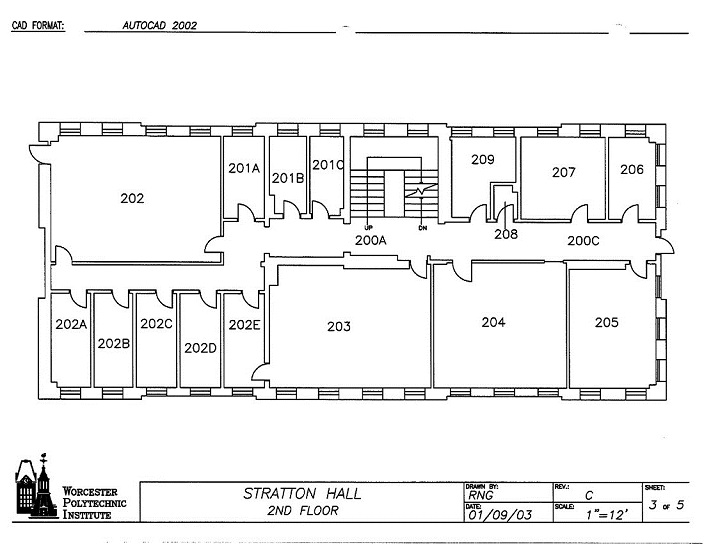 CAD FORMAT: AUTOCAD 2002
209
201A 201C 207 206
201B
202
208
200A 200C
UP DN
202A 202C 202E 203 204 205
202B
202D
WORCESTER
POLYTECHNIC
INSTITUTE
STRATTON HALL
2ND FLOOR
DRAWN BY:
RNG
DATE:
01/09/03
REV.:
C
SCALE:
1"=12'
SHEET:
3 OF 5